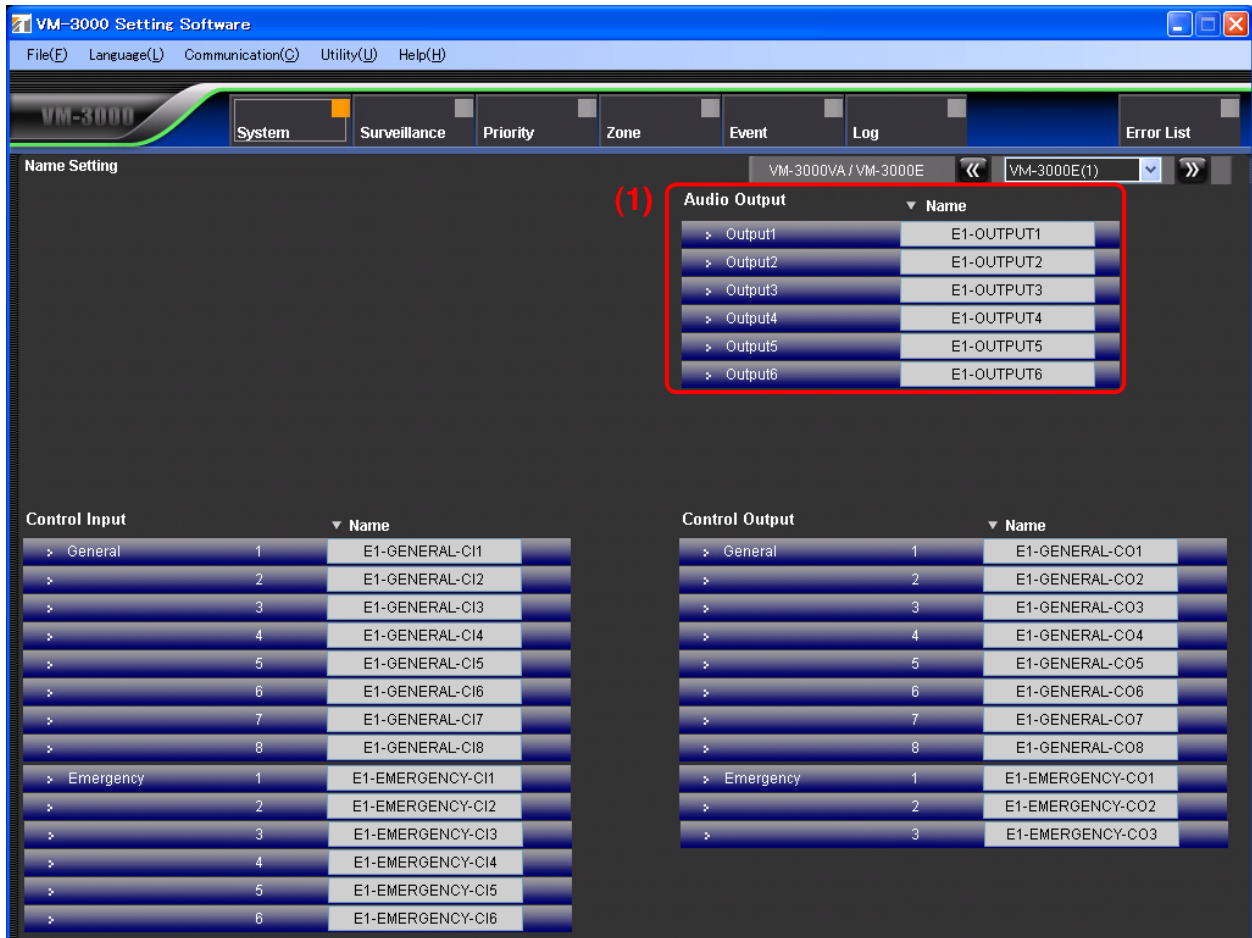 VM-3000 Setting Software
File(F) Language(L) Communication(C) Utility(U) Help(H)
VM-3000
System Surveillance Priority Zone Event Log Error List
Name Setting
VM-3000VA / VM-3000E VM-3000E(1)
(1)
Audio Output Name
Output1 E1-OUTPUT1
Output2 E1-OUTPUT2
Output3 E1-OUTPUT3
Output4 E1-OUTPUT4
Output5 E1-OUTPUT5
Output6 E1-OUTPUT6
Control Input Name
General 1 E1-GENERAL-CI1
2 E1-GENERAL-CI2
3 E1-GENERAL-CI3
4 E1-GENERAL-CI4
5 E1-GENERAL-CI5
6 E1-GENERAL-CI6
7 E1-GENERAL-CI7
8 E1-GENERAL-CI8
Emergency 1 E1-EMERGENCY-CI1
2 E1-EMERGENCY-CI2
3 E1-EMERGENCY-CI3
4 E1-EMERGENCY-CI4
5 E1-EMERGENCY-CI5
6 E1-EMERGENCY-CI6
Control Output Name
General 1 E1-GENERAL-CO1
2 E1-GENERAL-CO2
3 E1-GENERAL-CO3
4 E1-GENERAL-CO4
5 E1-GENERAL-CO5
6 E1-GENERAL-CO6
7 E1-GENERAL-CO7
8 E1-GENERAL-CO8
Emergency 1 E1-EMERGENCY-CO1
2 E1-EMERGENCY-CO2
3 E1-EMERGENCY-CO3